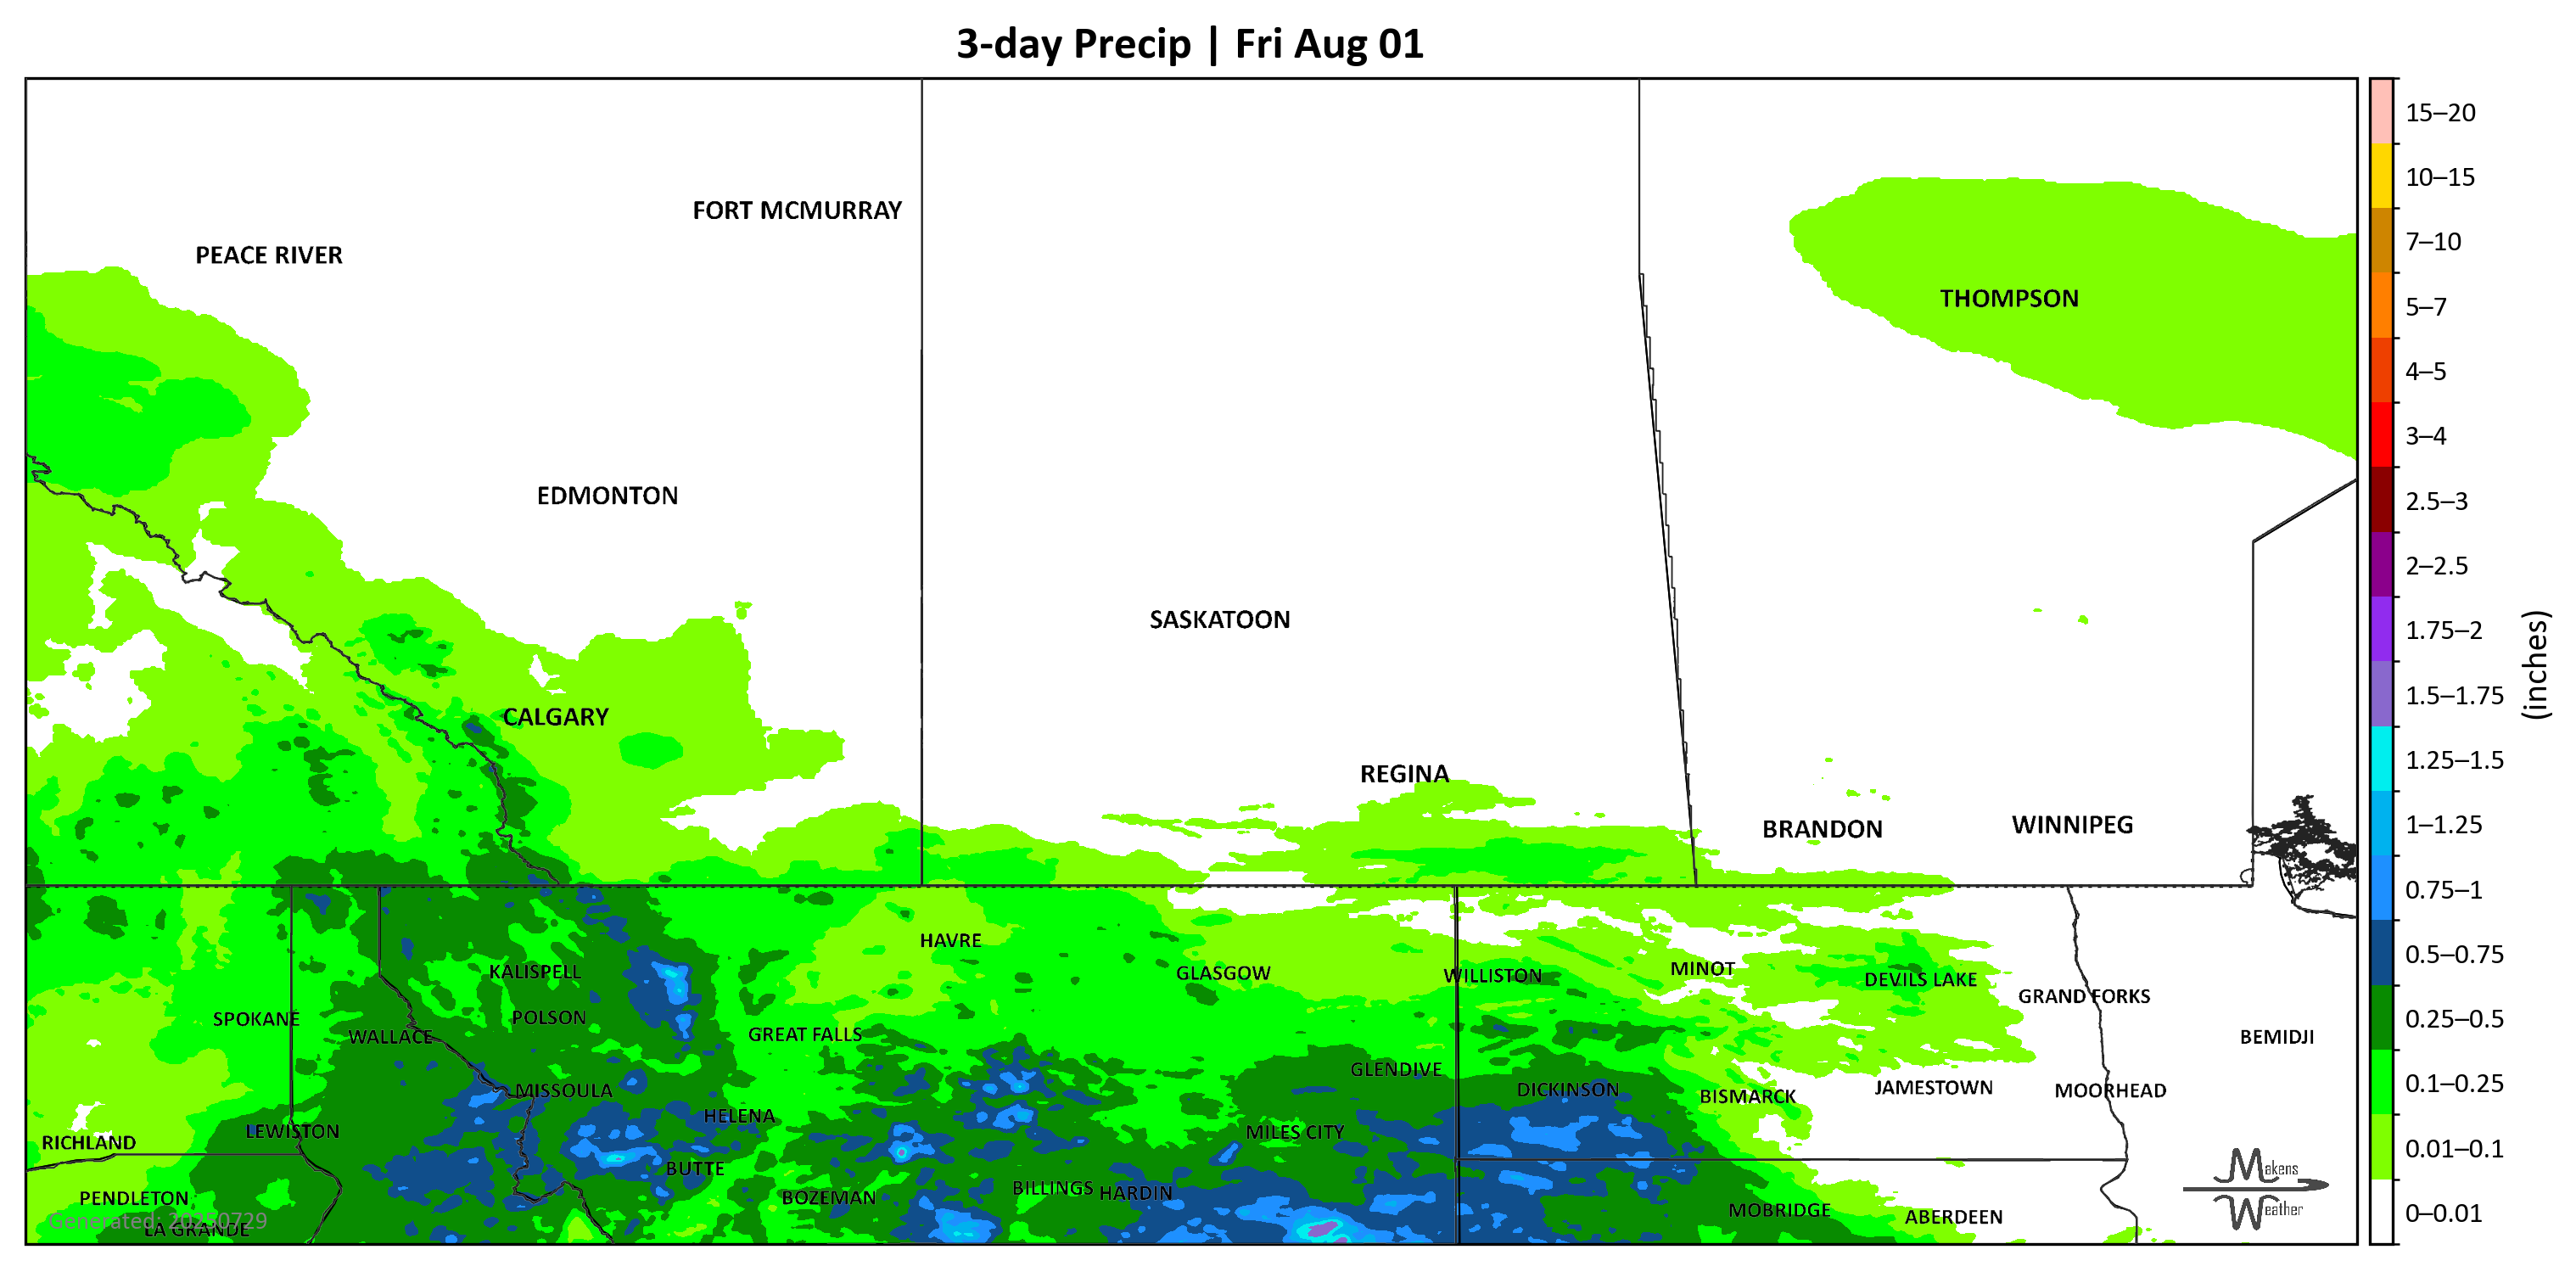 3-day Precip | Fri Aug 01
FORT MCMURRAY
PEACE RIVER
THOMPSON
EDMONTON
SASKATOON
CALGARY
REGINA
BRANDON
WINNIPEG
HAVRE
KALISPELL
GLASGOW
WILLISTON
MINOT
DEVILS LAKE
GRAND FORKS
SPOKANE
POLSON
WALLACE
GREAT FALLS
BEMIDJI
GLENDIVE
MISSOULA
DICKINSON
BISMARCK
JAMESTOWN
MOORHEAD
HELENA
LEWISTON
RICHLAND
MILES CITY
BUTTE
PENDLETON
BOZEMAN
BILLINGS
HARDIN
MOBRIDGE
ABERDEEN
Generated: 20250729
LA GRANDE
Makens
Weather
15–20
10–15
7–10
5–7
4–5
3–4
2.5–3
2–2.5
1.75–2
1.5–1.75
1.25–1.5
1–1.25
0.75–1
0.5–0.75
0.25–0.5
0.1–0.25
0.01–0.1
0–0.01
(inches)